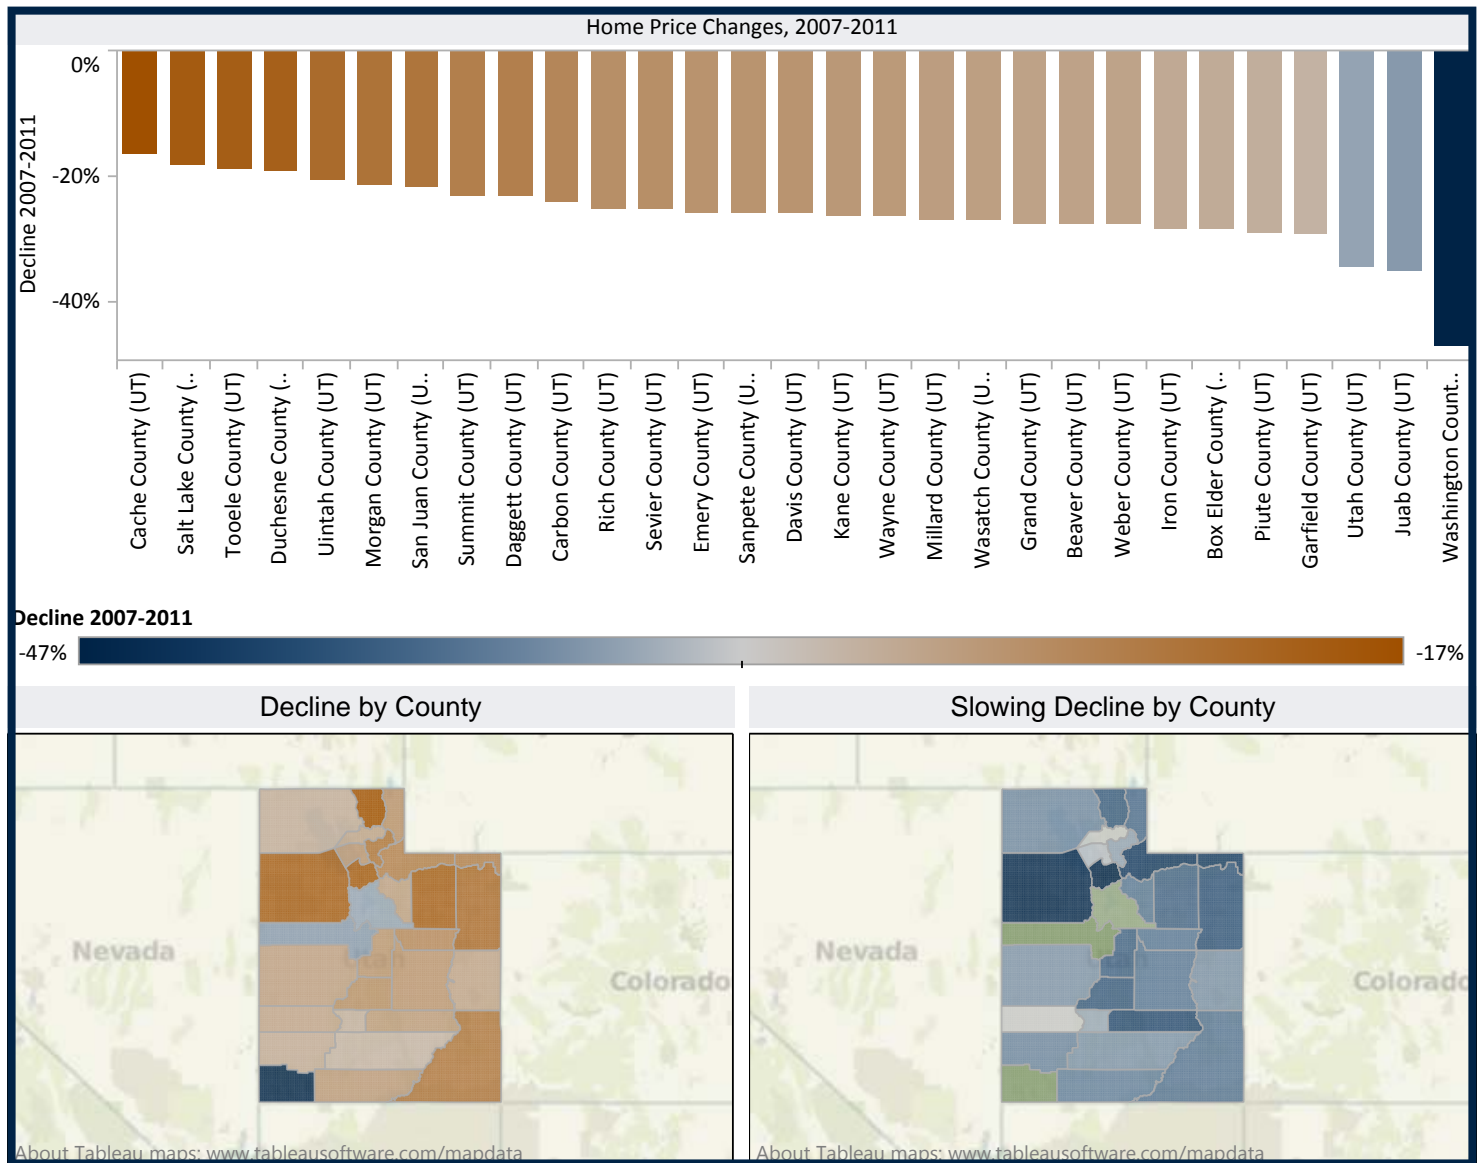 Home Price Changes, 2007-2011
Decline 2007-2011
0%
-20%
-40%
Cache County (UT)
Salt Lake County (..
Tooele County (UT)
Duchesne County (..
Uintah County (UT)
Morgan County (UT)
San Juan County (U..
Summit County (UT)
Daggett County (UT)
Carbon County (UT)
Rich County (UT)
Sevier County (UT)
Emery County (UT)
Sanpete County (U..
Davis County (UT)
Kane County (UT)
Wayne County (UT)
Millard County (UT)
Wasatch County (U..
Grand County (UT)
Beaver County (UT)
Weber County (UT)
Iron County (UT)
Box Elder County (..
Piute County (UT)
Garfield County (UT)
Utah County (UT)
Juab County (UT)
Washington Count..
Decline 2007-2011
-47%
-17%
Decline by County
Nevada
Utah
Colorado
About Tableau maps: www.tableausoftware.com/mapdata
Slowing Decline by County
Nevada
Colorado
About Tableau maps: www.tableausoftware.com/mapdata